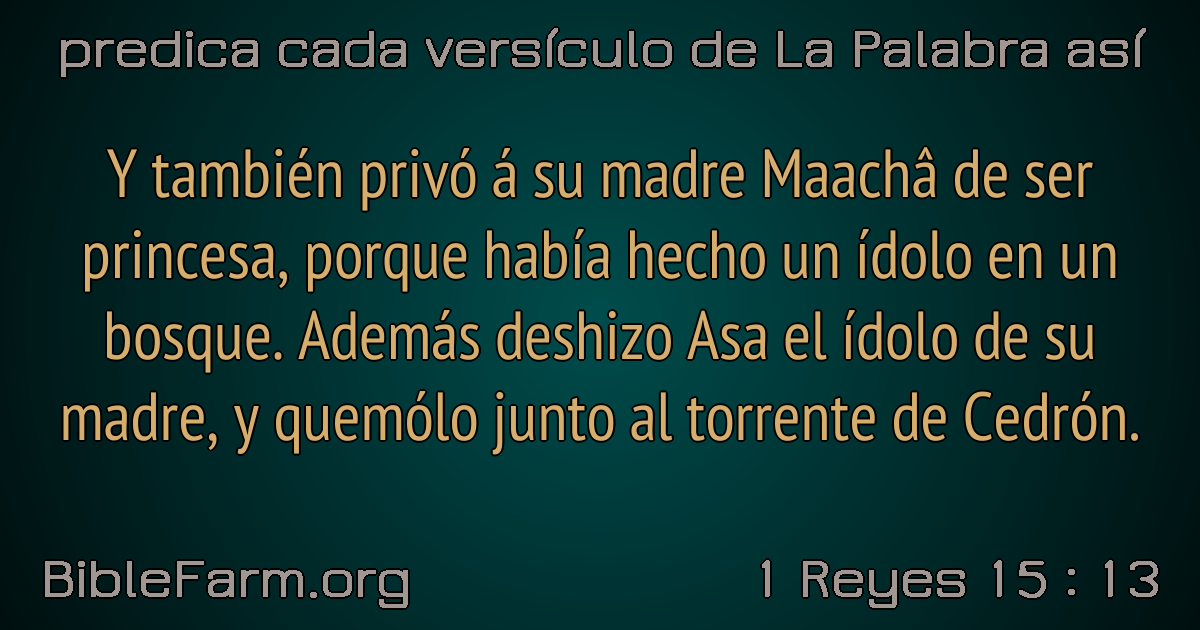 predica cada versículo de La Palabra así
Y también privó á su madre Maachâ de ser
princesa, porque había hecho un ídolo en un
bosque. Además deshizo Asa el ídolo de su
madre, y quemólo junto al torrente de Cedrón.
BibleFarm.org
1 Reyes 15 : 13